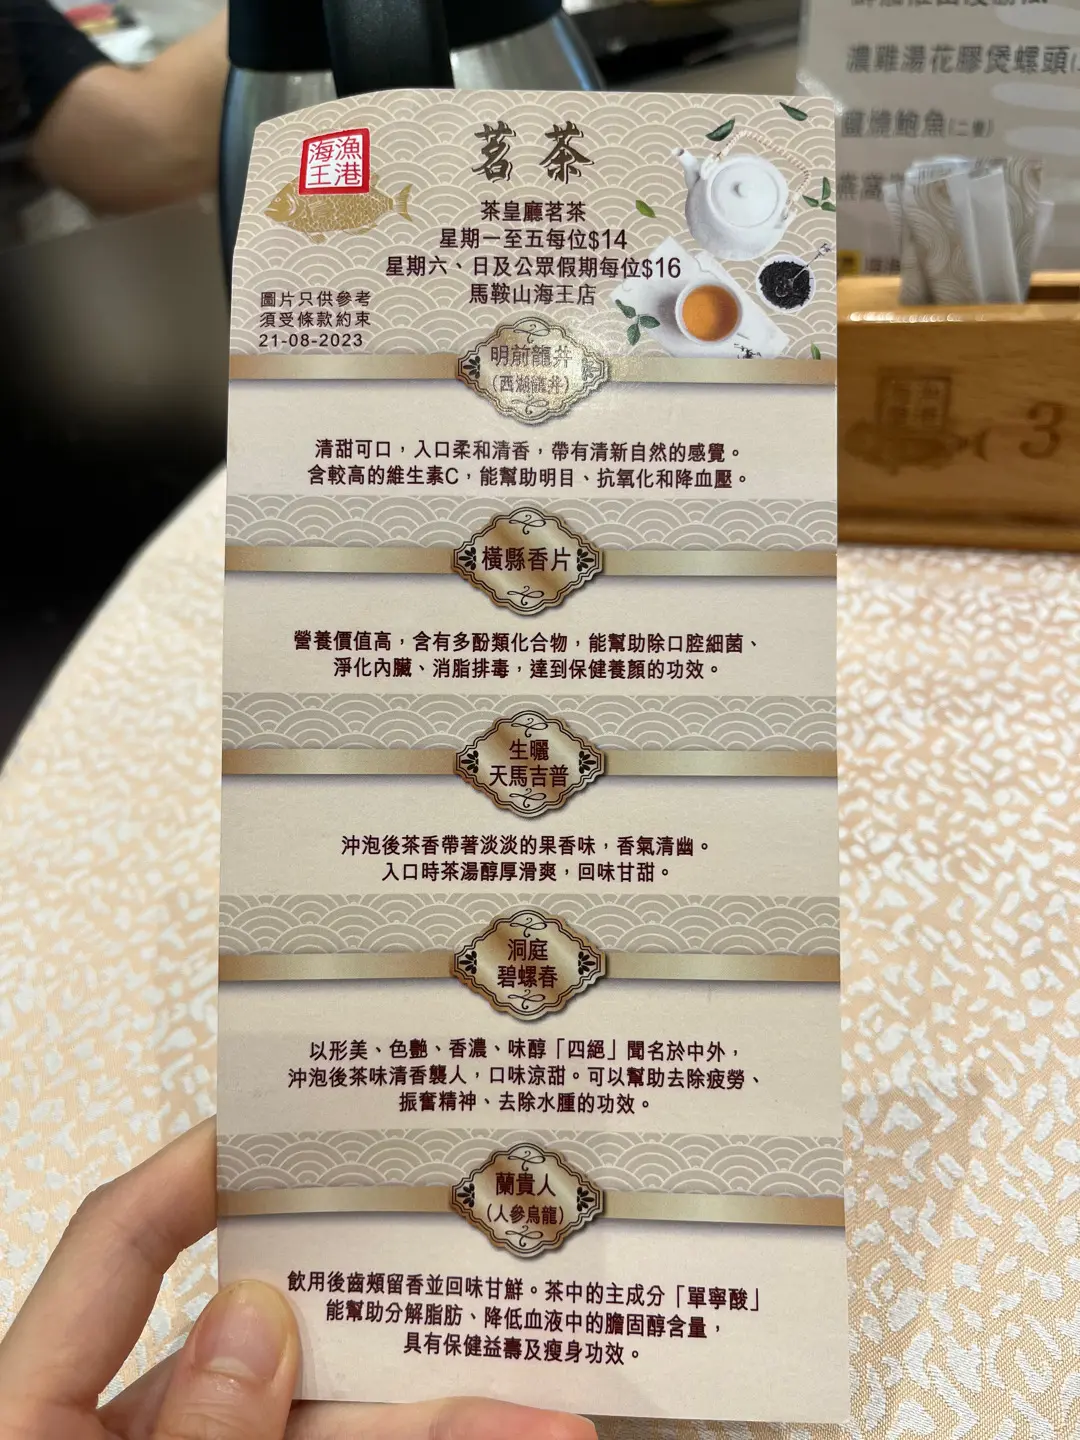 濃雞湯花膠煲螺頭
鮑魚
燕窩
漁港
海王
茗茶
茶皇廳茗茶
星期一至五每位$14
星期六、日及公眾假期每位$16
馬鞍山海王店
圖片只供參考
須受條款約束
21-08-2023
明前龍井
(西湖龍井)
清甜可口，入口柔和清香，帶有清新自然的感覺。
含較高的維生素C，能幫助明目、抗氧化和降血壓。
3
橫縣香片
營養價值高，含有多酚類化合物，能幫助除口腔細菌、
淨化內臟、消脂排毒，達到保健養顏的功效。
生曬
天馬吉普
沖泡後茶香帶著淡淡的果香味，香氣清幽。
入口時茶湯醇厚滑爽，回味甘甜。
洞庭
碧螺春
以形美、色艷、香濃、味醇「四絕」聞名於中外，
沖泡後茶味清香襲人，口味涼甜。可以幫助去除疲勞、
振奮精神、去除水腫的功效。
蘭貴人
(人參烏龍)
飲用後齒頰留香並回味甘鮮。茶中的主成分「單寧酸」
能幫助分解脂肪、降低血液中的膽固醇含量，
具有保健益壽及瘦身功效。